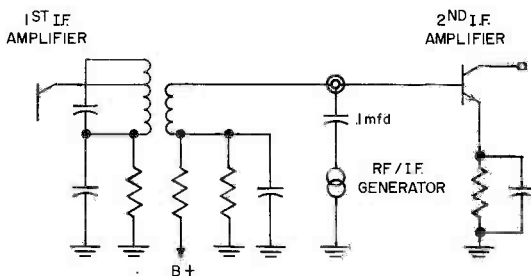 1ST I.F.
AMPLIFIER
2ND I.F.
AMPLIFIER
.1mfd
RF/I.F.
GENERATOR
B+